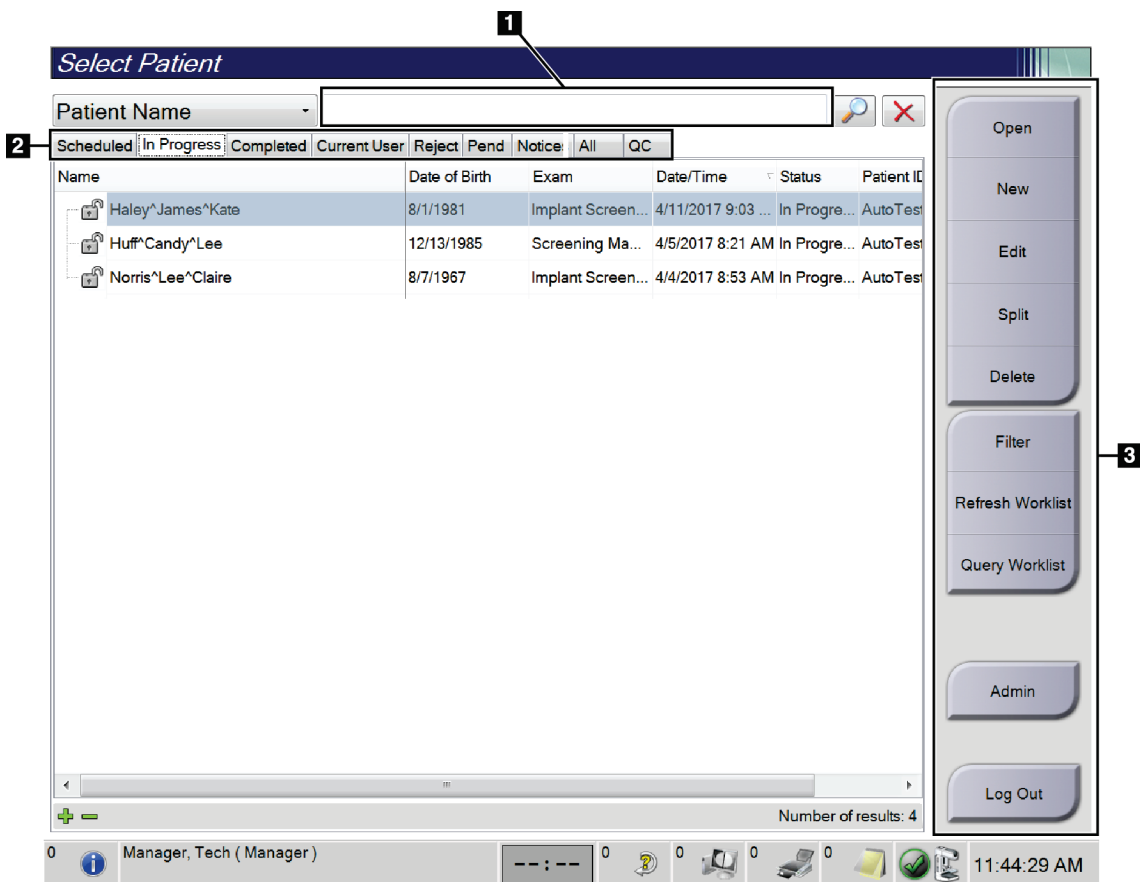 1
Select Patient
Patient Name
2
Scheduled In Progress Completed Current User Reject Pend Notice All QC
Name Date of Birth Exam Date/Time Status Patient ID
Haley^James^Kate 8/1/1981 Implant Screen... 4/11/2017 9:03 ... In Progre... AutoTest
Huff^Candy^Lee 12/13/1985 Screening Ma... 4/5/2017 8:21 AM In Progre... AutoTest
Norris^Lee^Claire 8/7/1967 Implant Screen... 4/4/2017 8:53 AM In Progre... AutoTest
Open
New
Edit
Split
Delete
Filter
3
Refresh Worklist
Query Worklist
Admin
Log Out
Number of results: 4
0 Manager, Tech ( Manager ) --:-- 0 0 0 0 11:44:29 AM